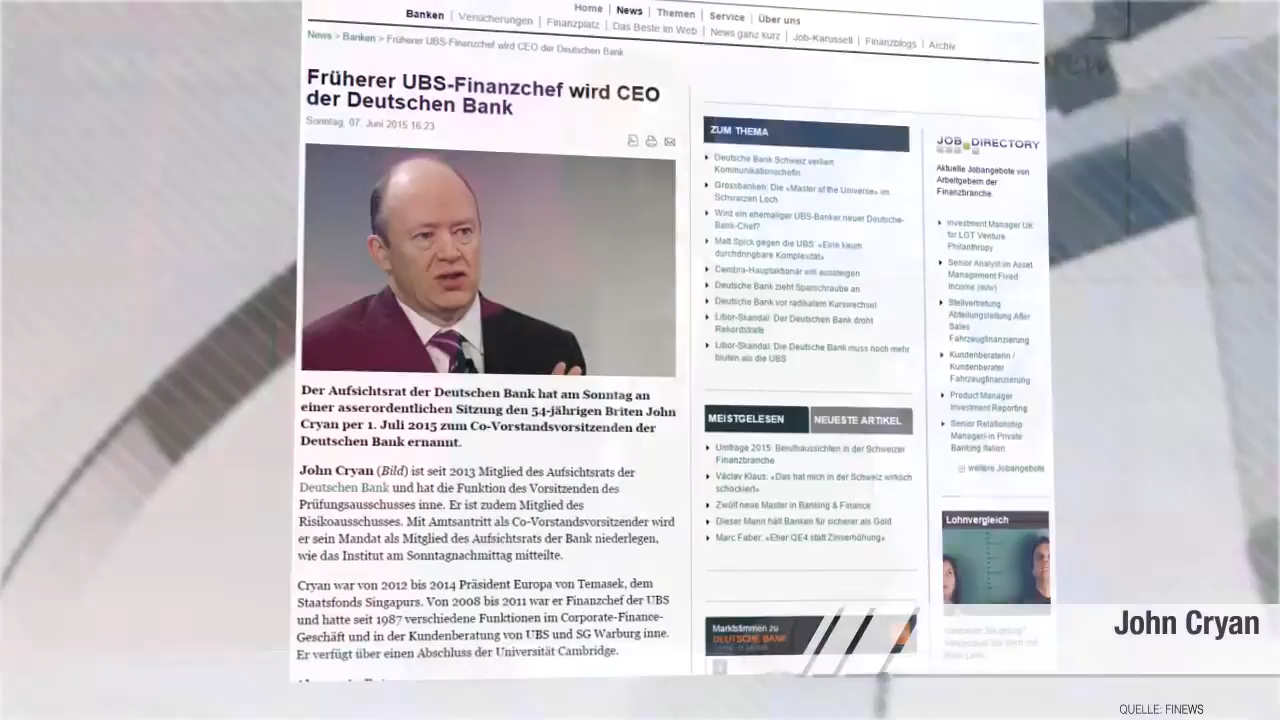 Home | News | Themen | Service | Über uns
Banken | Versicherungen | Finanzplatz | Das Beste im Web | News ganz kurz | Job-Karussell | Finanzblogs | Archiv
News > Banken > Früherer UBS-Finanzchef wird CEO der Deutschen Bank
Früherer UBS-Finanzchef wird CEO
der Deutschen Bank
Sonntag, 07. Juni 2015 16:23
Der Aufsichtsrat der Deutschen Bank hat am Sonntag an
einer asserordentlichen Sitzung den 54-jährigen Briten John
Cryan per 1. Juli 2015 zum Co-Vorstandsvorsitzenden der
Deutschen Bank ernannt.
John Cryan (Bild) ist seit 2013 Mitglied des Aufsichtsrats der
Deutschen Bank und hat die Funktion des Vorsitzenden des
Prüfungsausschusses inne. Er ist zudem Mitglied des
Risikoausschusses. Mit Amtsantritt als Co-Vorstandsvorsitzender wird
er sein Mandat als Mitglied des Aufsichtsrats der Bank niederlegen,
wie das Institut am Sonntagnachmittag mitteilte.
Cryan war von 2012 bis 2014 Präsident Europa von Temasek, dem
Staatsfonds Singapurs. Von 2008 bis 2011 war er Finanzchef der UBS
und hatte seit 1987 verschiedene Funktionen im Corporate-Finance-
Geschäft und in der Kundenberatung von UBS und SG Warburg inne.
Er verfügt über einen Abschluss der Universität Cambridge.
ZUM THEMA
Deutsche Bank Schweiz verliert
Kommunikationschefin
Grossbanken: Die «Master of the Universe» im
Schwarzen Loch
Wird ein ehemaliger UBS-Banker neuer Deutsche-
Bank-Chef?
Matt Spick gegen die UBS: «Eine kaum
durchdringbare Komplexität»
Cembra-Hauptaktionär will aussteigen
Deutsche Bank zieht Sparschraube an
Deutsche Bank vor radikalem Kurswechsel
Libor-Skandal: Der Deutschen Bank droht
Rekordstrafe
Libor-Skandal: Die Deutsche Bank muss noch mehr
bluten als die UBS
MEISTGELESEN
NEUESTE ARTIKEL
Umfrage 2015: Berufsaussichten in der Schweizer
Finanzbranche
Václav Klaus: «Das hat mich in der Schweiz wirklich
schockiert»
Zwölf neue Master in Banking & Finance
Dieser Mann hält Banken für sicherer als Gold
Marc Faber: «Eher QE4 statt Zinserhöhung»
Marktstimmen zu
DEUTSCHE BANK
JOB DIRECTORY
Aktuelle Jobangebote von
Arbeitgebern der
Finanzbranche.
Investment Manager UK
for LGT Venture
Philanthropy
Senior Analyst im Asset
Management Fixed
Income (m/w)
Stellvertretung
Abteilungsleitung After
Sales
Fahrzeugfinanzierung
Kundenberaterin /
Kundenberater
Fahrzeugfinanzierung
Product Manager
Investment Reporting
Senior Relationship
Manager/-in Private
Banking Italien
weitere Jobangebote
Lohnvergleich
John Cryan
QUELLE: FINEWS